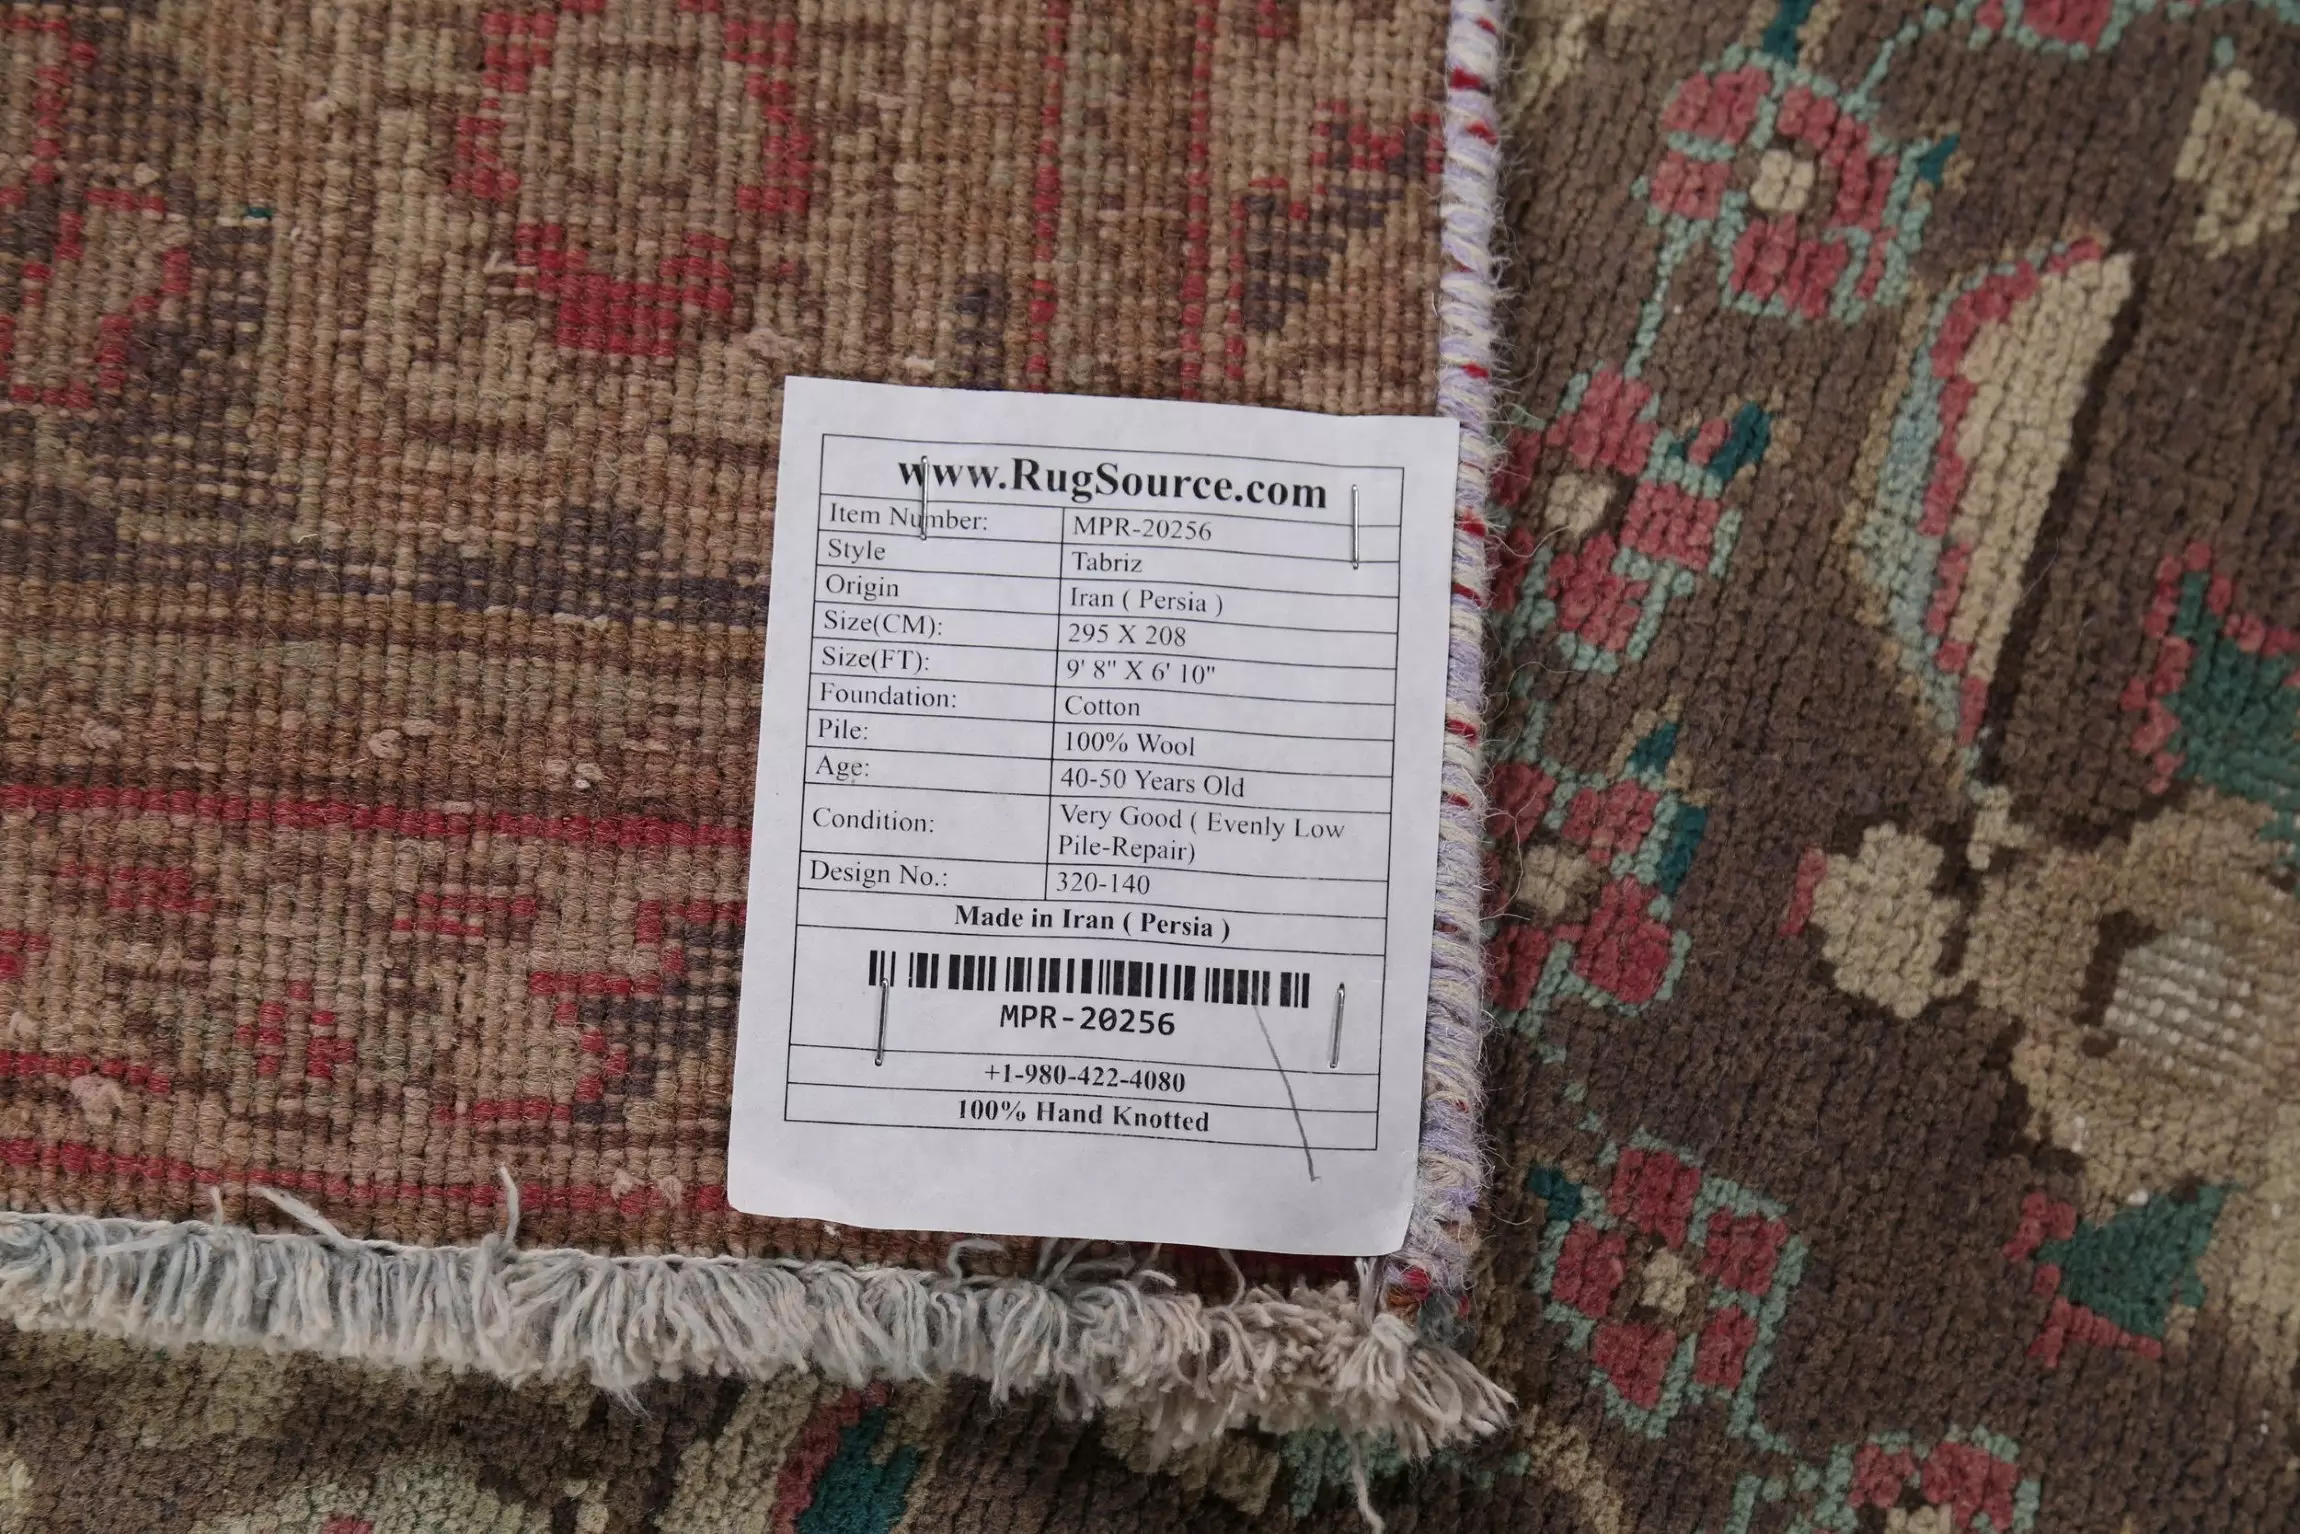 www.RugSource.com
Item Number: MPR-20256
Style Tabriz
Origin Iran ( Persia )
Size(CM): 295 X 208
Size(FT): 9' 8" X 6' 10"
Foundation: Cotton
Pile: 100% Wool
Age: 40-50 Years Old
Condition: Very Good ( Evenly Low
Pile-Repair)
Design No.: 320-140
Made in Iran ( Persia )
MPR-20256
+1-980-422-4080
100% Hand Knotted